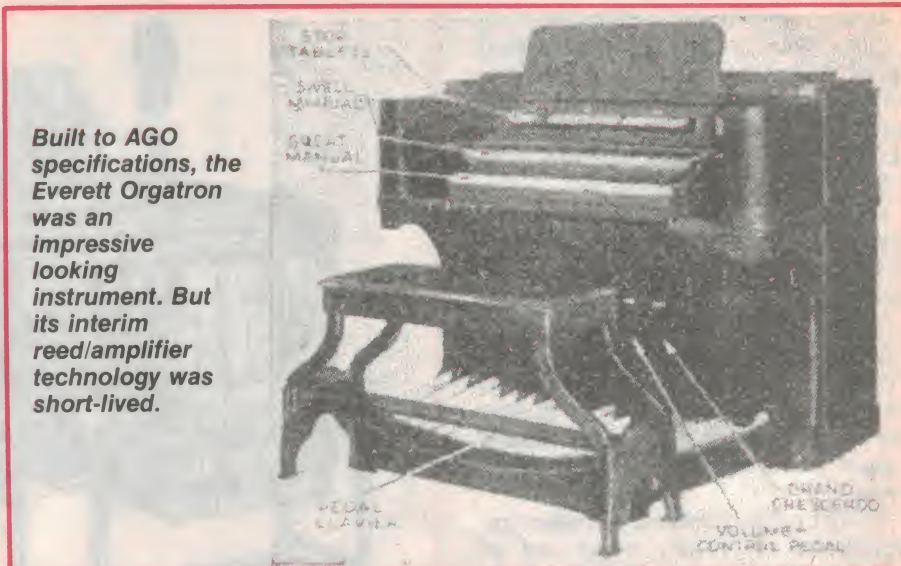 Built to AGO
specifications, the
Everett Orgatron
was an
impressive
looking
instrument. But
its interim
reed/amplifier
technology was
short-lived.
STOP
TABLETS
SWELL
MANUAL
GREAT
MANUAL
PEDAL
CLAVIER
GRAND
CRESCENDO
VOLUME
CONTROL PEDAL